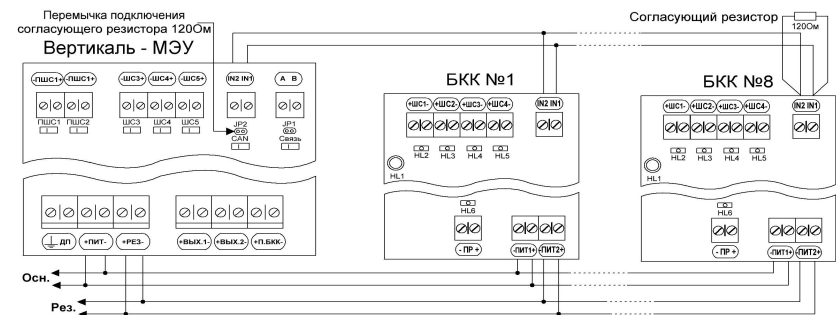 Перемычка подключения
согласующего резистора 120Ом
Вертикаль - МЭУ
-ПШС1+ -ПШС1+ -ШС3+ -ШС4+ -ШС5+ IN2 IN1 A B
ПШС1 ПШС2 ШС3 ШС4 ШС5 JP2 JP1
CAN Связь
ДП +ПИТ- +РЕЗ- +ВЫХ.1- +ВЫХ.2- +П.БКК-
Осн.
Рез.
БКК №1
+ШС1- +ШС2- +ШС3- +ШС4- IN2 IN1
HL2 HL3 HL4 HL5
HL1
HL6
- ПР + -ПИТ1+ -ПИТ2+
Согласующий резистор
120Ом
БКК №8
+ШС1- +ШС2- +ШС3- +ШС4- IN2 IN1
HL2 HL3 HL4 HL5
HL1
HL6
- ПР + -ПИТ1+ -ПИТ2+